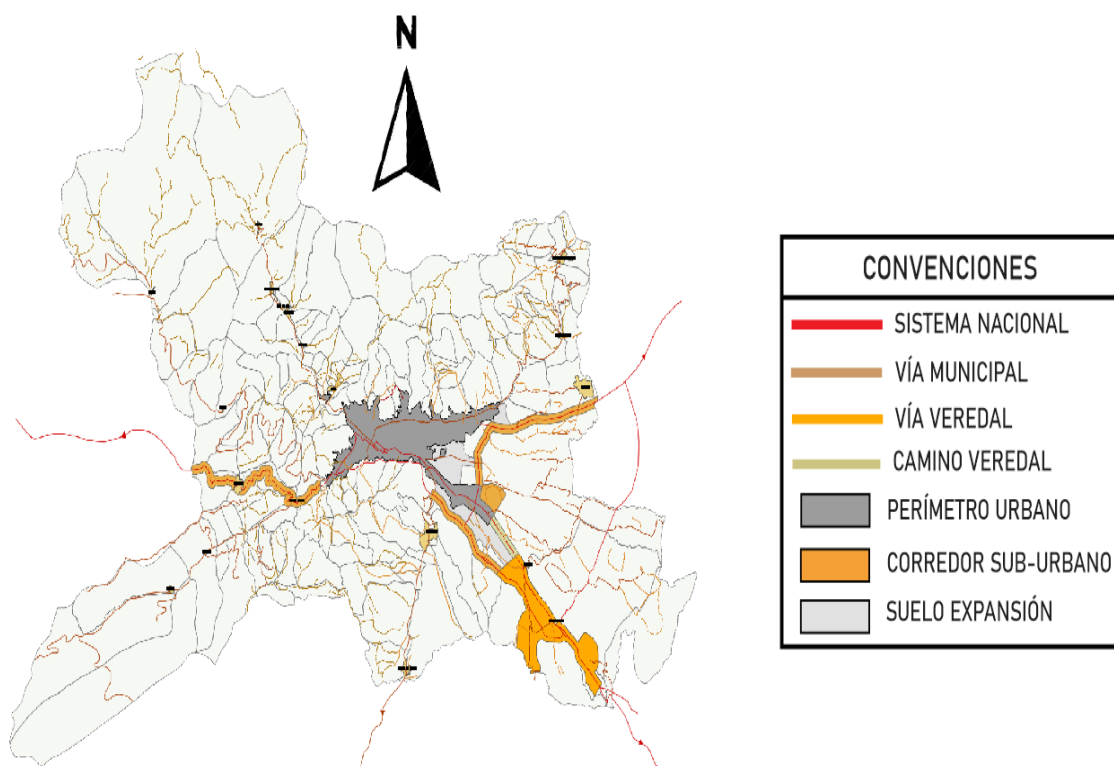 N
CONVENCIONES
SISTEMA NACIONAL
VÍA MUNICIPAL
VÍA VEREDAL
CAMINO VEREDAL
PERÍMETRO URBANO
CORREDOR SUB-URBANO
SUELO EXPANSIÓN